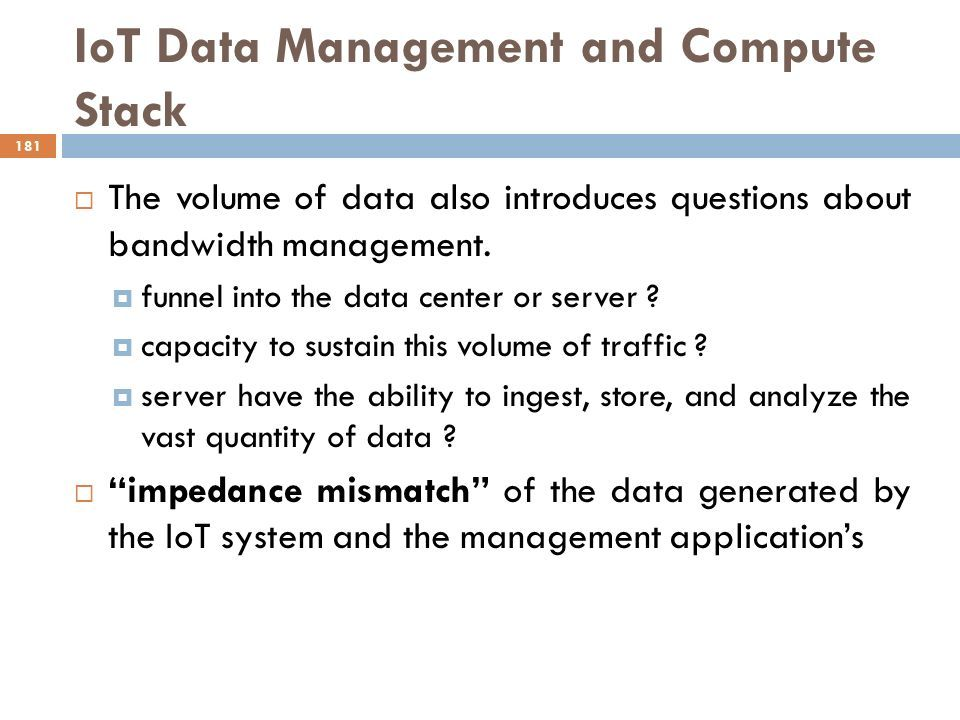 IoT Data Management and Compute
Stack
181
The volume of data also introduces questions about
bandwidth management.
funnel into the data center or server ?
capacity to sustain this volume of traffic ?
server have the ability to ingest, store, and analyze the
vast quantity of data ?
“impedance mismatch” of the data generated by
the IoT system and the management application’s